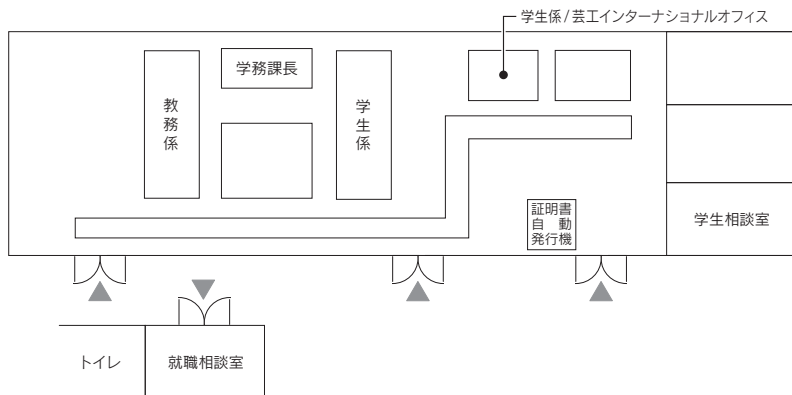 学生係/芸工インターナショナルオフィス
学務課長
教務係
学生係
証明書
自動
発行機
学生相談室
トイレ
就職相談室